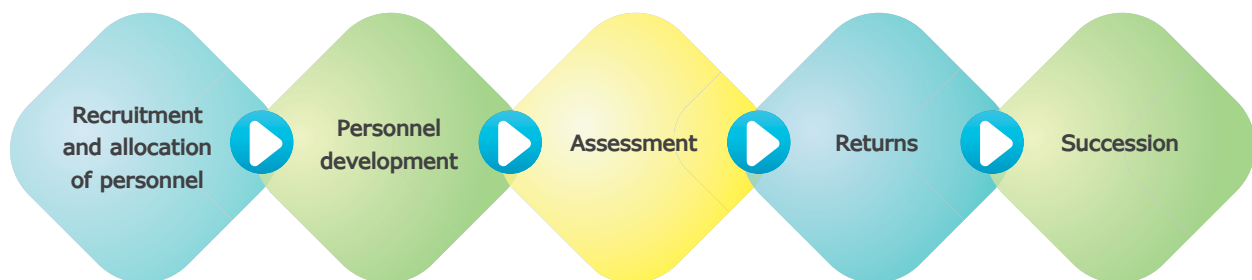 Recruitment
and allocation
of personnel
Personnel
development
Assessment
Returns
Succession